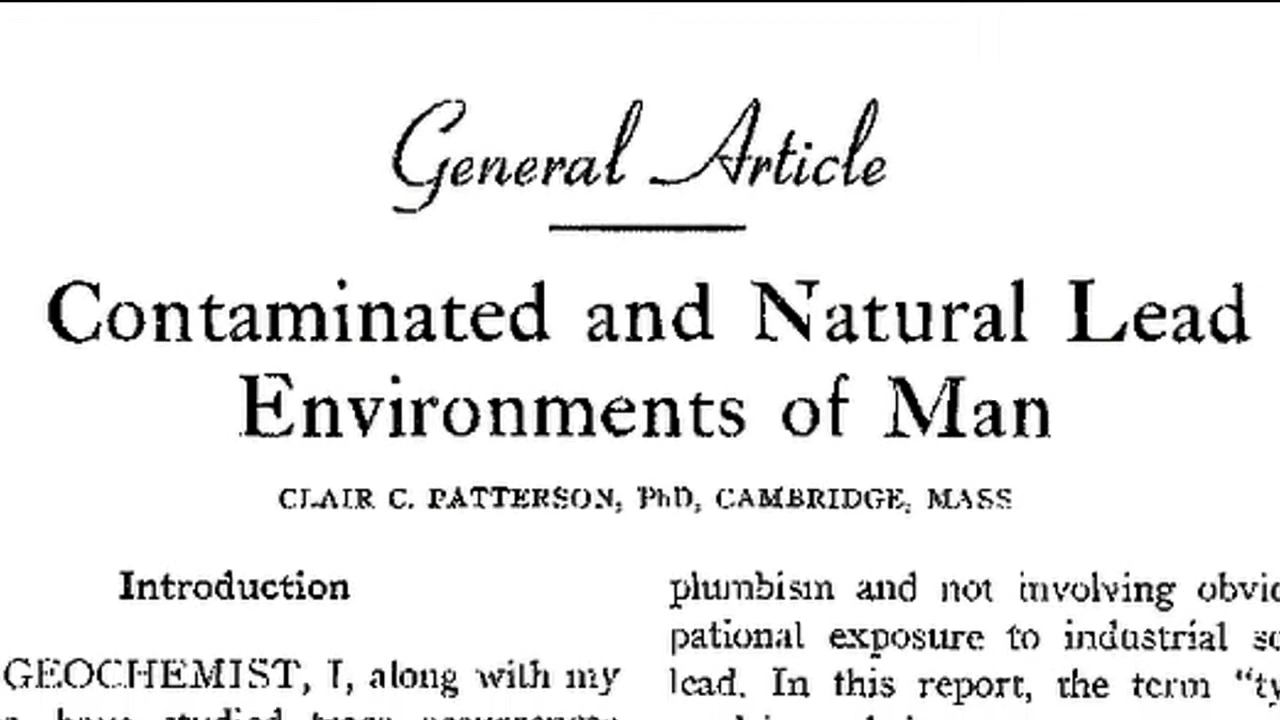 General Article
Contaminated and Natural Lead
Environments of Man
CLAIR C. PATTERSON, PhD, CAMBRIDGE, MASS
Introduction
GEOCHEMIST, I, along with my
plumbism and not involving
pational exposure to industrial
lead. In this report, the term